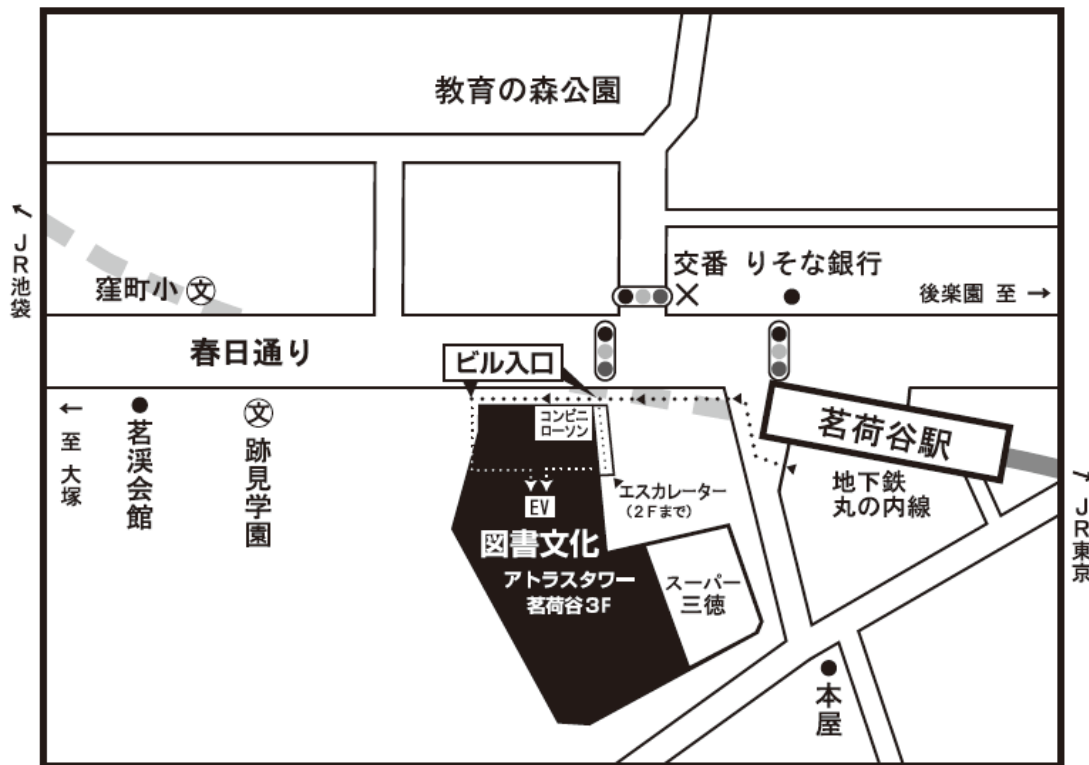 教育の森公園
↑ JR池袋
窪町小 文
交番 りそな銀行
後楽園 至 →
春日通り
ビル入口
← 至 大塚
茗渓会館
文 跡見学園
コンビニ
ローソン
茗荷谷駅
地下鉄
丸の内線
エスカレーター
(2Fまで)
EV
図書文化
アトラスタワー
茗荷谷3F
スーパー
三徳
→ JR東京
本屋